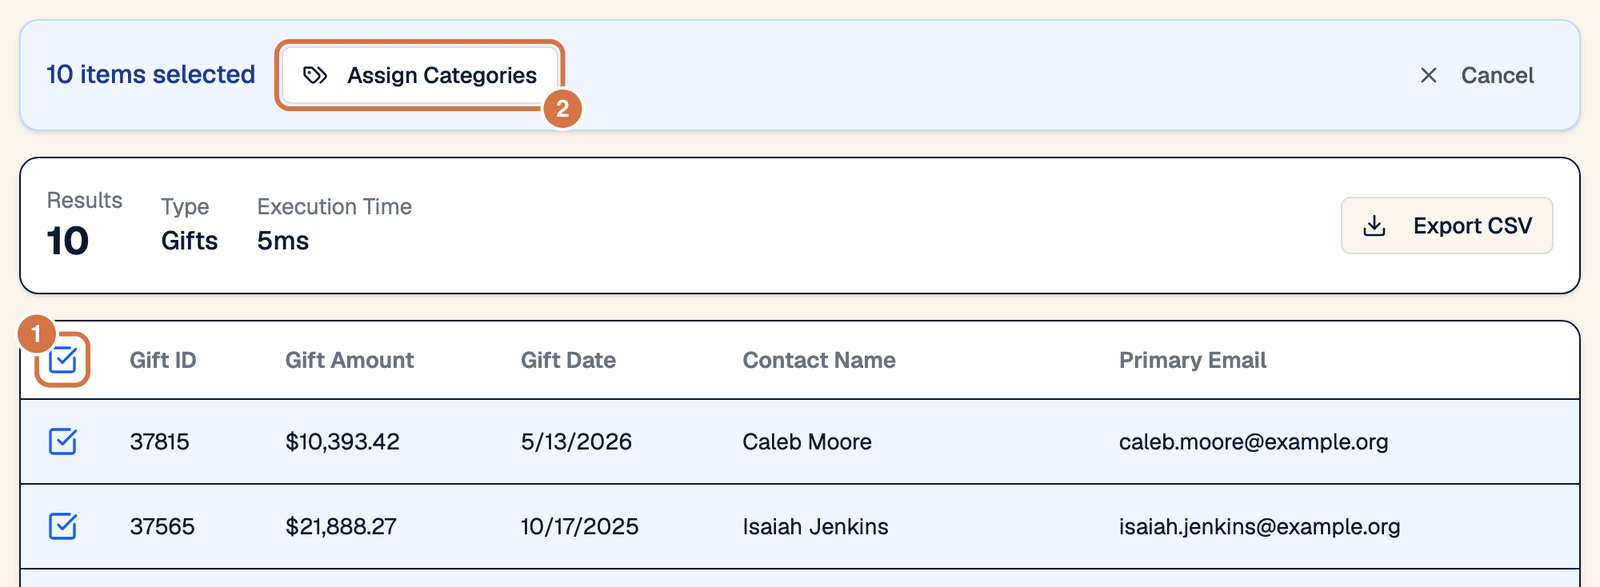 10 items selected Assign Categories Cancel
2
Results Type Execution Time
10 Gifts 5ms Export CSV
1
Gift ID Gift Amount Gift Date Contact Name Primary Email
37815 $10,393.42 5/13/2026 Caleb Moore caleb.moore@example.org
37565 $21,888.27 10/17/2025 Isaiah Jenkins isaiah.jenkins@example.org